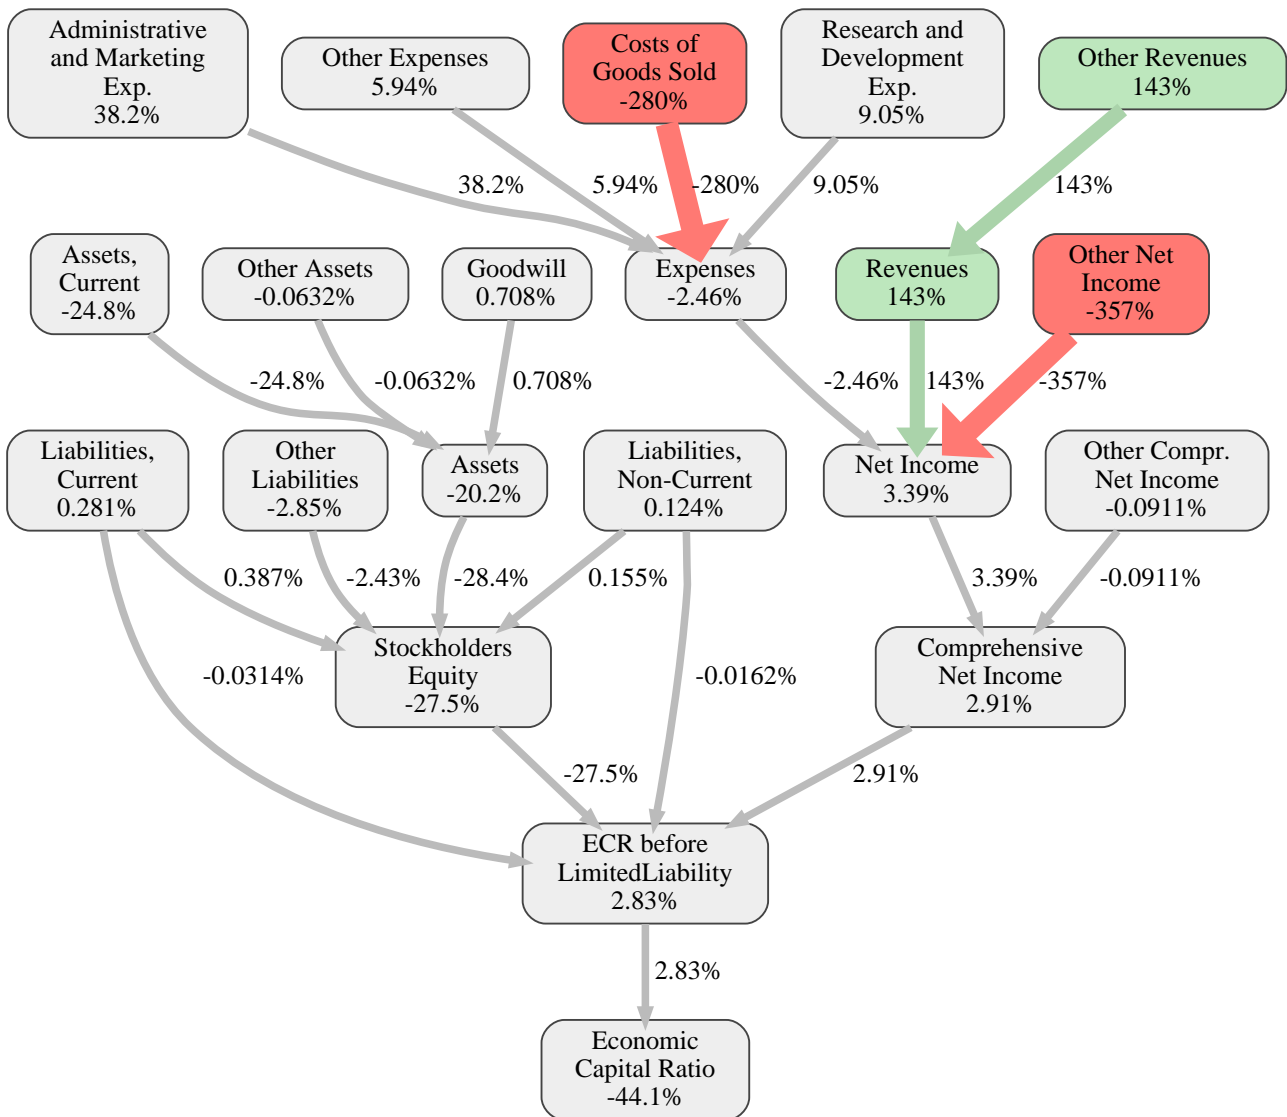 Administrative
and Marketing
Exp.
38.2%
Other Expenses
5.94%
Costs of
Goods Sold
-280%
Research and
Development
Exp.
9.05%
Other Revenues
143%
38.2%
5.94%
-280%
9.05%
143%
Assets,
Current
-24.8%
Other Assets
-0.0632%
Goodwill
0.708%
Expenses
-2.46%
Revenues
143%
Other Net
Income
-357%
-24.8%
-0.0632%
0.708%
-2.46%
143%
-357%
Liabilities,
Current
0.281%
Other
Liabilities
-2.85%
Assets
-20.2%
Liabilities,
Non-Current
0.124%
Net Income
3.39%
Other Compr.
Net Income
-0.0911%
0.387%
-2.43%
-28.4%
0.155%
3.39%
-0.0911%
Stockholders
Equity
-27.5%
Comprehensive
Net Income
2.91%
-0.0314%
-0.0162%
-27.5%
2.91%
ECR before
LimitedLiability
2.83%
2.83%
Economic
Capital Ratio
-44.1%